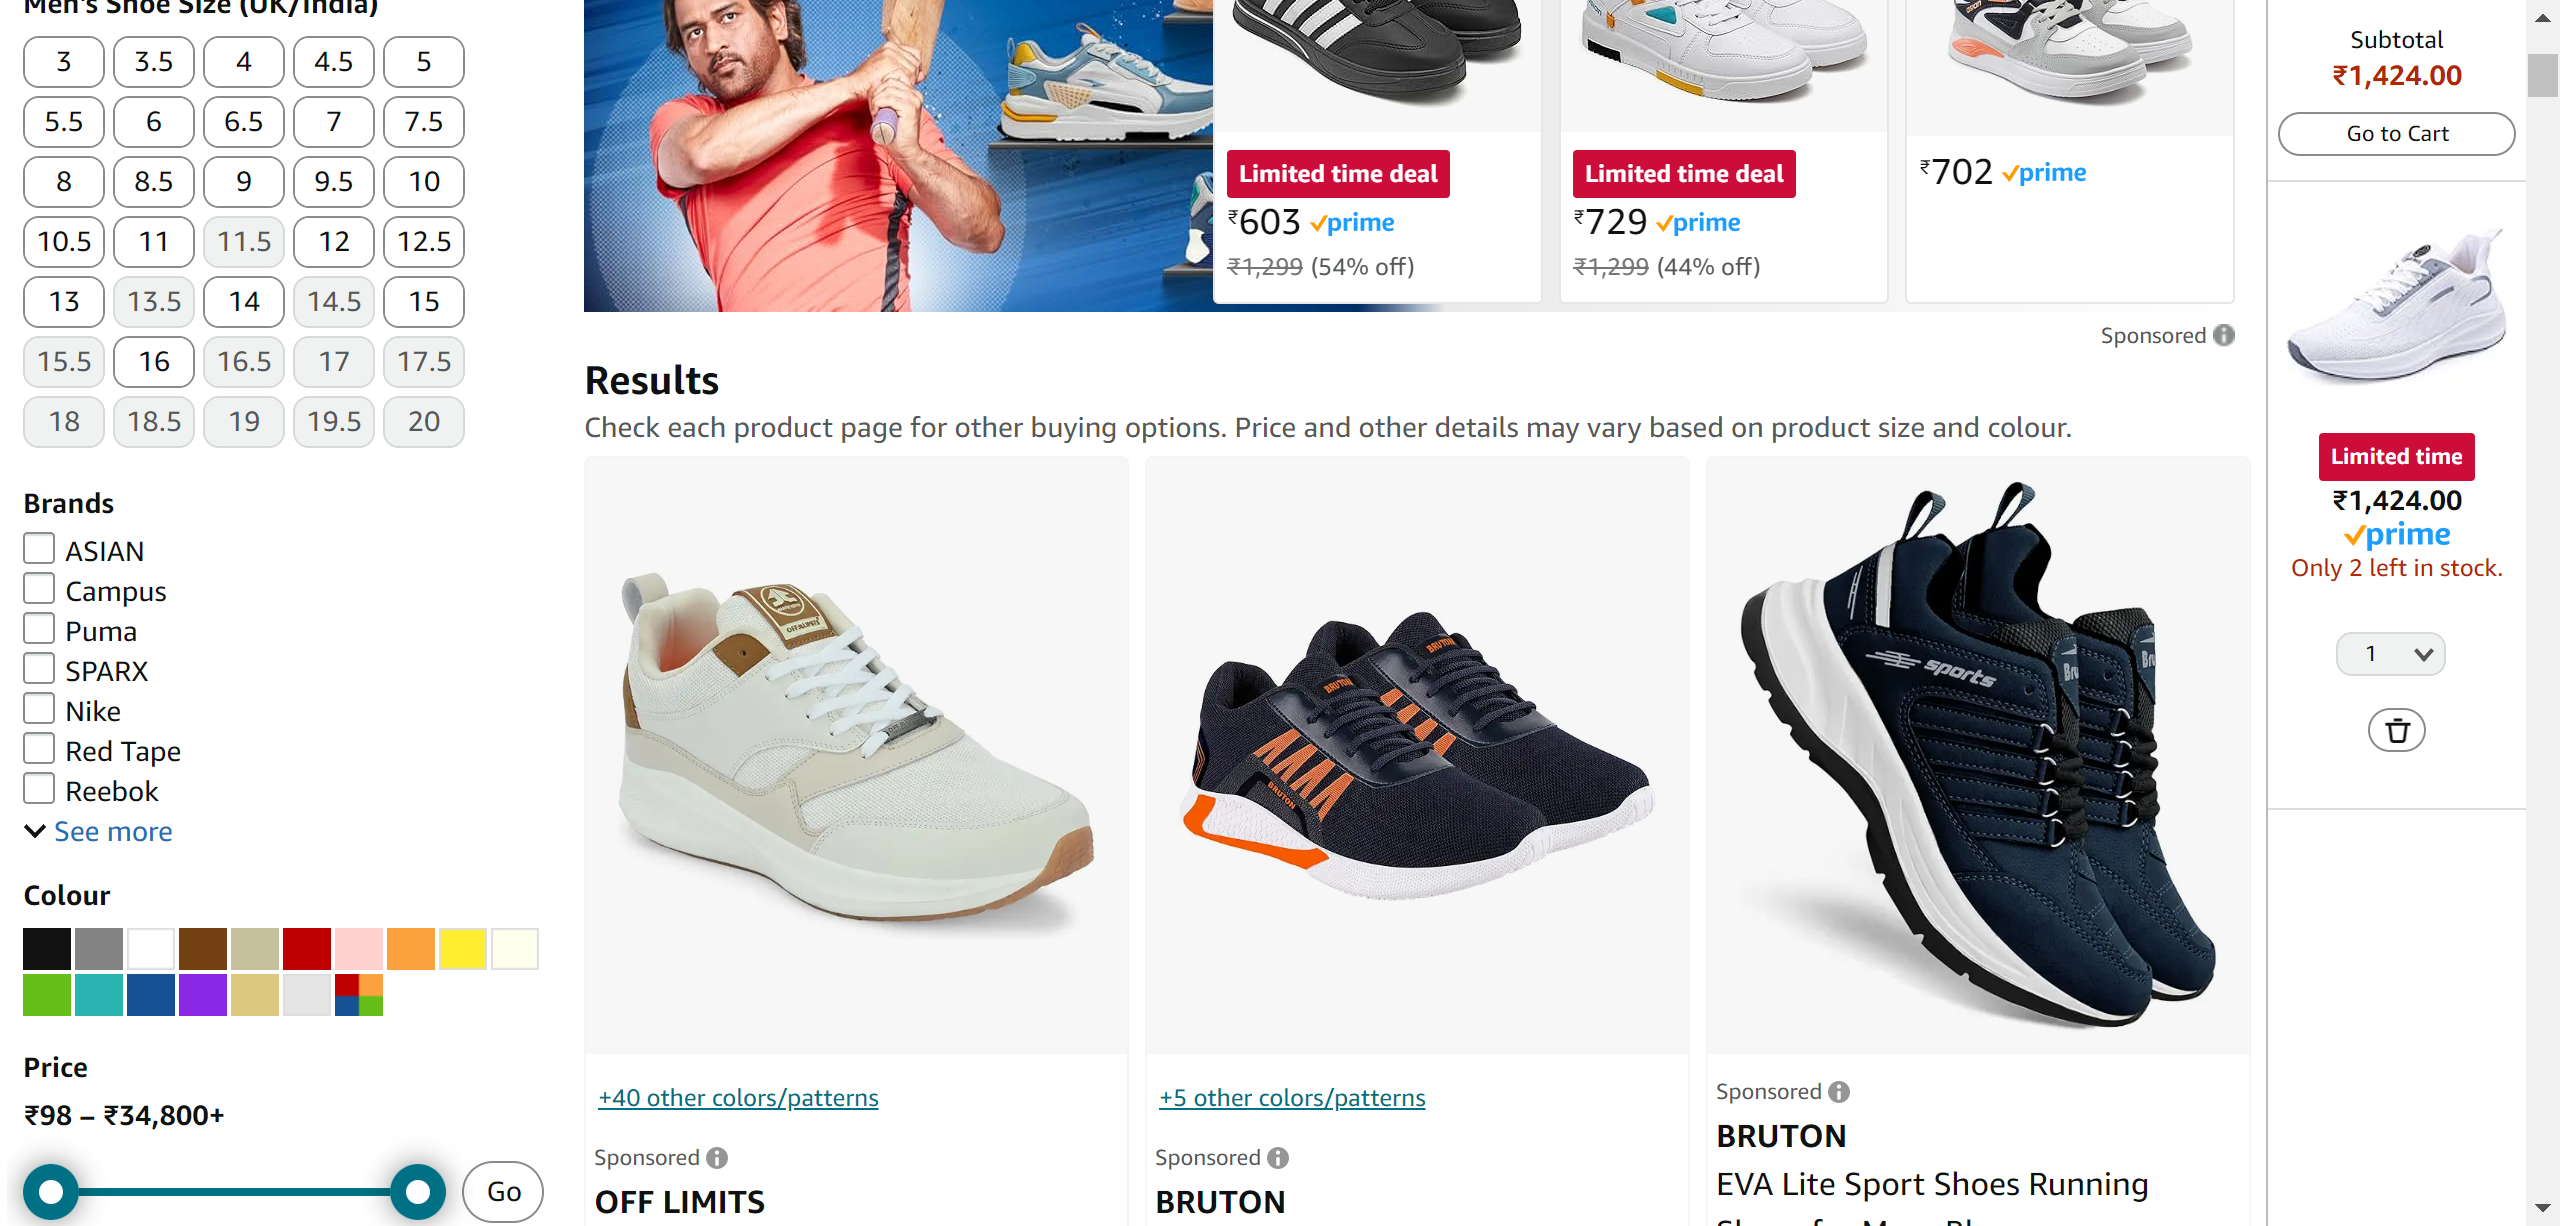 Men's Shoe Size (UK/India)
3 3.5 4 4.5 5
5.5 6 6.5 7 7.5
8 8.5 9 9.5 10
10.5 11 11.5 12 12.5
13 13.5 14 14.5 15
15.5 16 16.5 17 17.5
18 18.5 19 19.5 20
Brands
ASIAN
Campus
Puma
SPARX
Nike
Red Tape
Reebok
See more
Colour
Price
₹98 – ₹34,800+
Go
Limited time deal
₹603 prime
₹1,299 (54% off)
Limited time deal
₹729 prime
₹1,299 (44% off)
₹702 prime
Sponsored
Results
Check each product page for other buying options. Price and other details may vary based on product size and colour.
OFF LIMITS
BRUTON
BRUTON
BRUTON
sports
+40 other colors/patterns
Sponsored
OFF LIMITS
+5 other colors/patterns
Sponsored
BRUTON
Sponsored
BRUTON
EVA Lite Sport Shoes Running
Subtotal
₹1,424.00
Go to Cart
Limited time
₹1,424.00
prime
Only 2 left in stock.
1